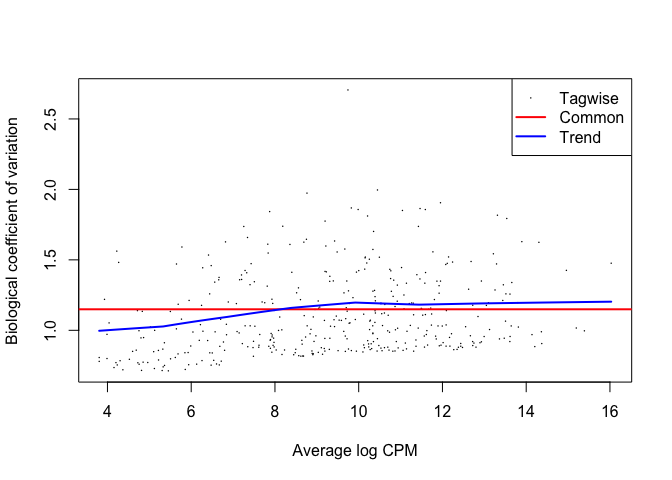 Biological coefficient of variation
2.5
2.0
1.5
1.0
Tagwise
Common
Trend
4 6 8 10 12 14 16
Average log CPM